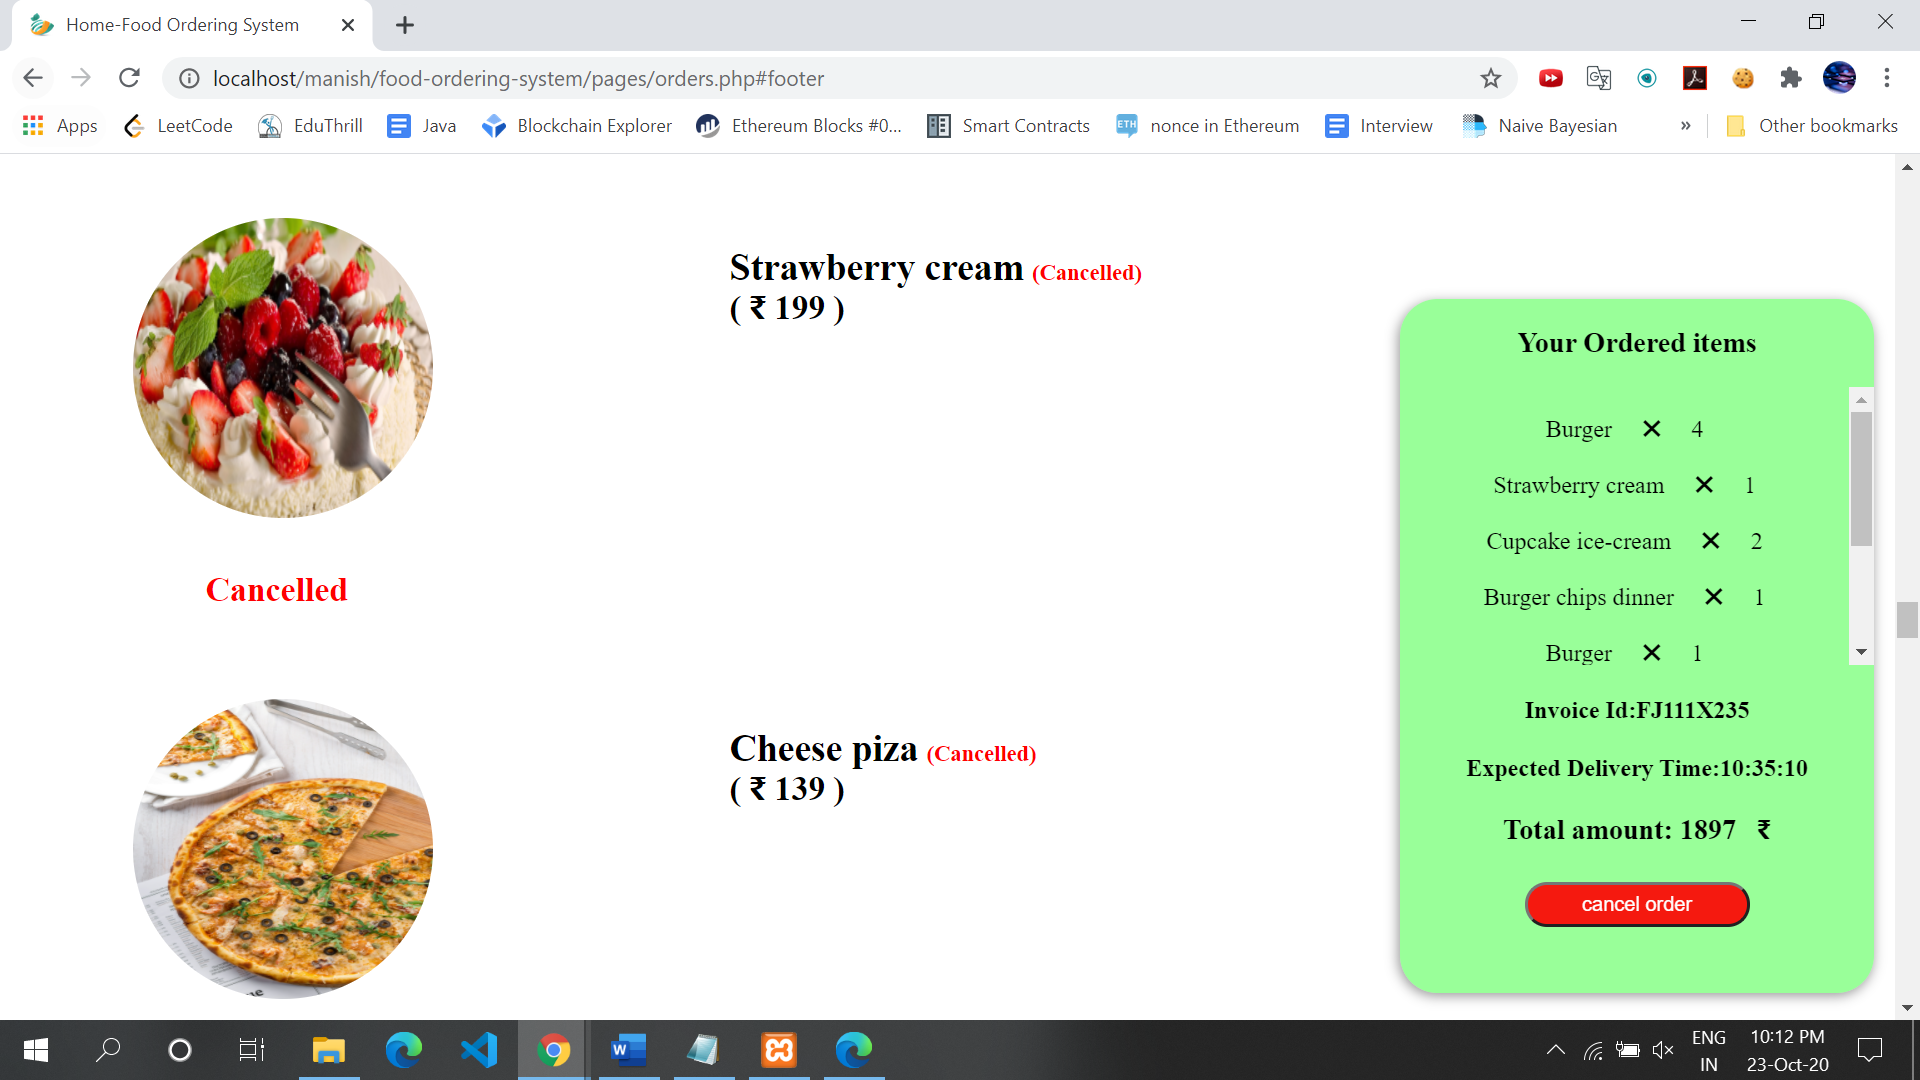 Home-Food Ordering System
localhost/manish/food-ordering-system/pages/orders.php#footer
Apps LeetCode EduThrill Java Blockchain Explorer Ethereum Blocks #0... Smart Contracts ETH nonce in Ethereum Interview Naive Bayesian » Other bookmarks
Strawberry cream (Cancelled)
( ₹ 199 )
Cancelled
Cheese piza (Cancelled)
( ₹ 139 )
Your Ordered items
Burger ✕ 4
Strawberry cream ✕ 1
Cupcake ice-cream ✕ 2
Burger chips dinner ✕ 1
Burger ✕ 1
Invoice Id:FJ111X235
Expected Delivery Time:10:35:10
Total amount: 1897 ₹
cancel order
ENG
IN
10:12 PM
23-Oct-20